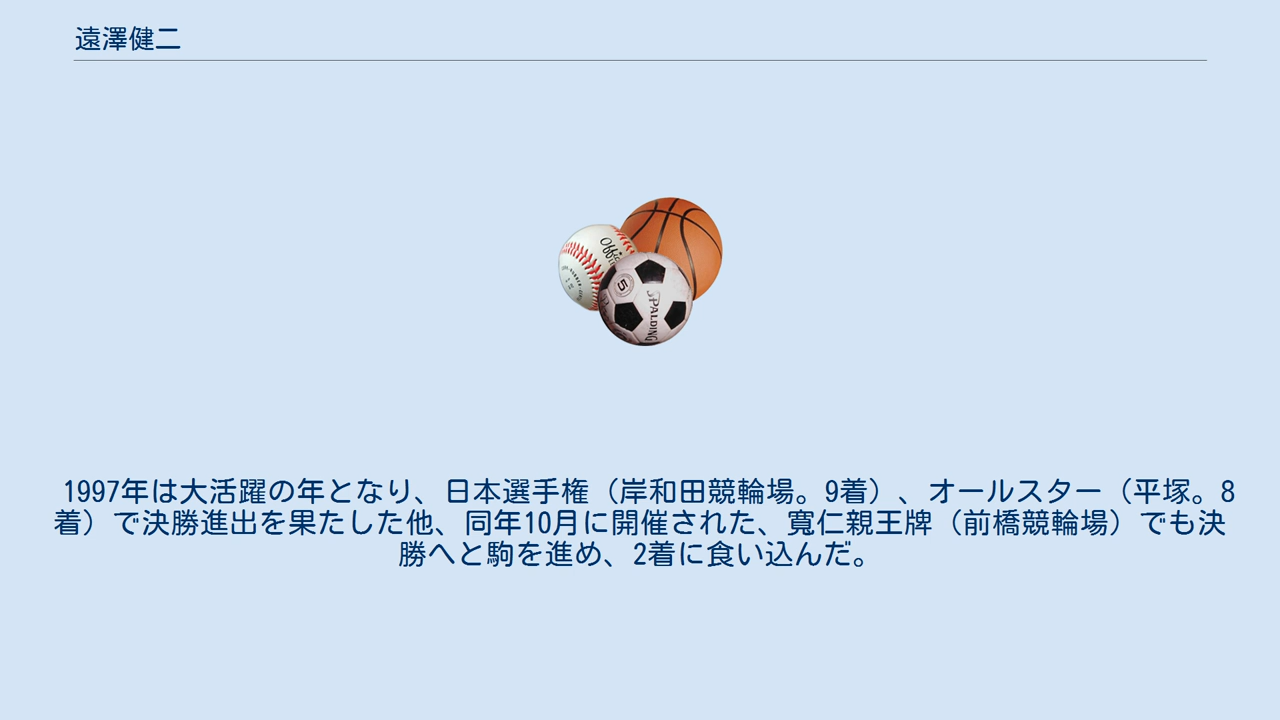 遠澤健二
Offic
5
SPALDING
1997年は大活躍の年となり、日本選手権（岸和田競輪場。9着）、オールスター（平塚。8
着）で決勝進出を果たした他、同年10月に開催された、寛仁親王牌（前橋競輪場）でも決
勝へと駒を進め、2着に食い込んだ。